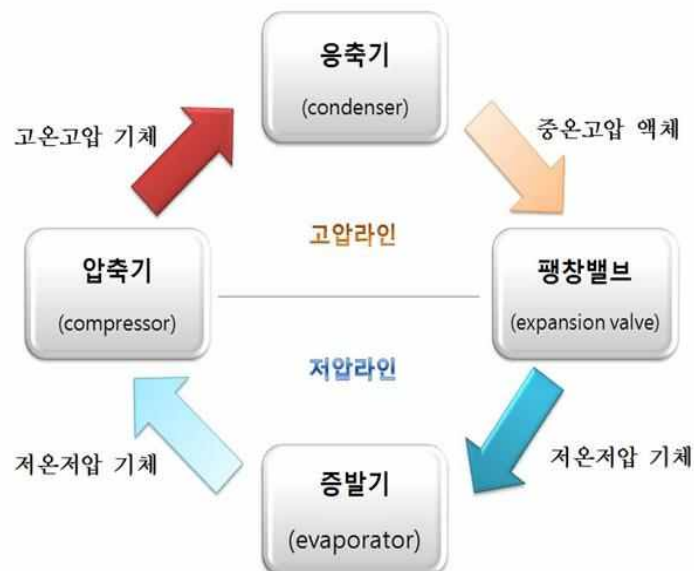 응축기
(condenser)
고온고압 기체
중온고압 액체
고압라인
압축기
(compressor)
팽창밸브
(expansion valve)
저압라인
저온저압 기체
저온저압 기체
증발기
(evaporator)